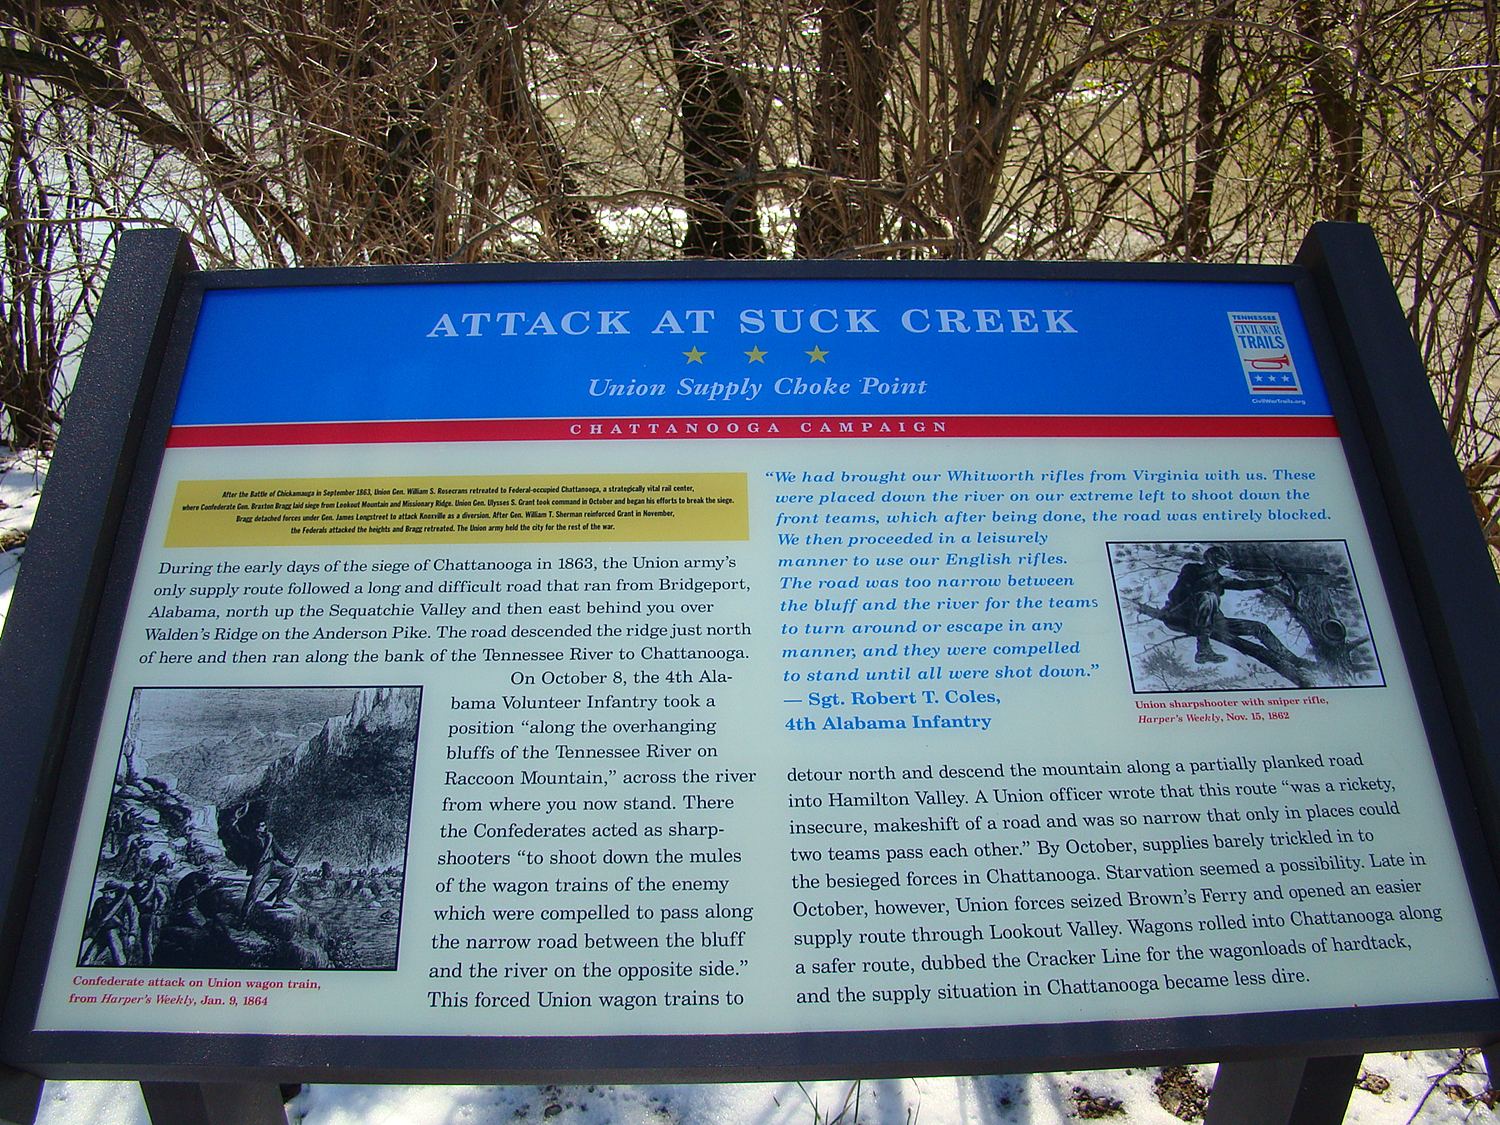 ATTACK AT SUCK CREEK
Union Supply Choke Point
CHATTANOOGA CAMPAIGN
TENNESSEE
CIVIL WAR
TRAILS
CivilWarTrails.org
After the Battle of Chickamauga in September 1863, Union Gen. William S. Rosecrans retreated to Federal-occupied Chattanooga, a strategically vital rail center,
where Confederate Gen. Braxton Bragg laid siege from Lookout Mountain and Missionary Ridge. Union Gen. Ulysses S. Grant took command in October and began his efforts to break the siege.
Bragg detached forces under Gen. James Longstreet to attack Knoxville as a diversion. After Gen. William T. Sherman reinforced Grant in November,
the Federals attacked the heights and Bragg retreated. The Union army held the city for the rest of the war.
During the early days of the siege of Chattanooga in 1863, the Union army's
only supply route followed a long and difficult road that ran from Bridgeport,
Alabama, north up the Sequatchie Valley and then east behind you over
Walden's Ridge on the Anderson Pike. The road descended the ridge just north
of here and then ran along the bank of the Tennessee River to Chattanooga.
On October 8, the 4th Ala-
bama Volunteer Infantry took a
position "along the overhanging
bluffs of the Tennessee River on
Raccoon Mountain," across the river
from where you now stand. There
the Confederates acted as sharp-
shooters "to shoot down the mules
of the wagon trains of the enemy
which were compelled to pass along
the narrow road between the bluff
and the river on the opposite side."
This forced Union wagon trains to
Confederate attack on Union wagon train,
from Harper's Weekly, Jan. 9, 1864
"We had brought our Whitworth rifles from Virginia with us. These
were placed down the river on our extreme left to shoot down the
front teams, which after being done, the road was entirely blocked.
We then proceeded in a leisurely
manner to use our English rifles.
The road was too narrow between
the bluff and the river for the teams
to turn around or escape in any
manner, and they were compelled
to stand until all were shot down."
— Sgt. Robert T. Coles,
4th Alabama Infantry
Union sharpshooter with sniper rifle,
Harper's Weekly, Nov. 15, 1862
detour north and descend the mountain along a partially planked road
into Hamilton Valley. A Union officer wrote that this route "was a rickety,
insecure, makeshift of a road and was so narrow that only in places could
two teams pass each other." By October, supplies barely trickled in to
the besieged forces in Chattanooga. Starvation seemed a possibility. Late in
October, however, Union forces seized Brown's Ferry and opened an easier
supply route through Lookout Valley. Wagons rolled into Chattanooga along
a safer route, dubbed the Cracker Line for the wagonloads of hardtack,
and the supply situation in Chattanooga became less dire.